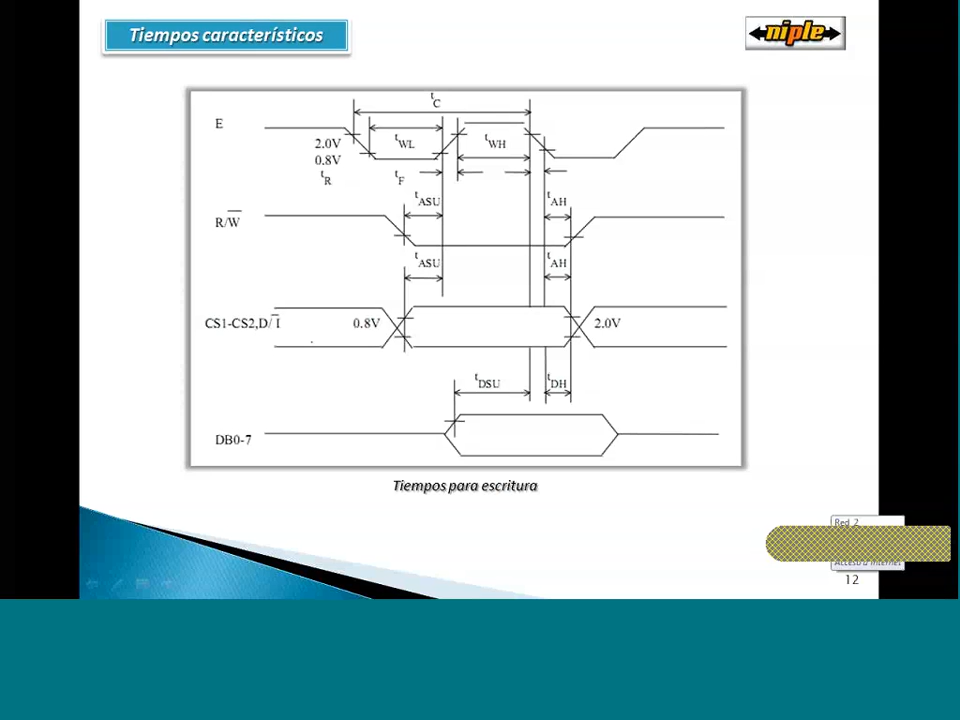 Tiempos característicos
niple
t C
E
2.0V
0.8V
t WL
t WH
t R
t F
t ASU
t AH
R/W̅
t ASU
t AH
CS1-CS2,D/I̅
0.8V
2.0V
t DSU
t DH
DB0-7
Tiempos para escritura
Red 2
Acceso a Internet
12